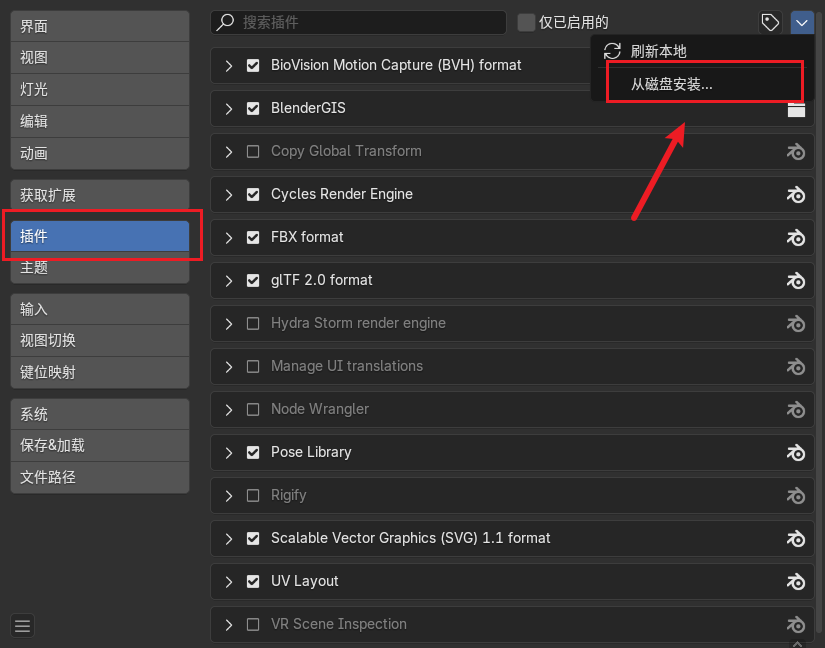 界面
视图
灯光
编辑
动画
获取扩展
插件
主题
输入
视图切换
键位映射
系统
保存&加载
文件路径
搜索插件
仅已启用的
刷新本地
从磁盘安装...
BioVision Motion Capture (BVH) format
BlenderGIS
Copy Global Transform
Cycles Render Engine
FBX format
glTF 2.0 format
Hydra Storm render engine
Manage UI translations
Node Wrangler
Pose Library
Rigify
Scalable Vector Graphics (SVG) 1.1 format
UV Layout
VR Scene Inspection